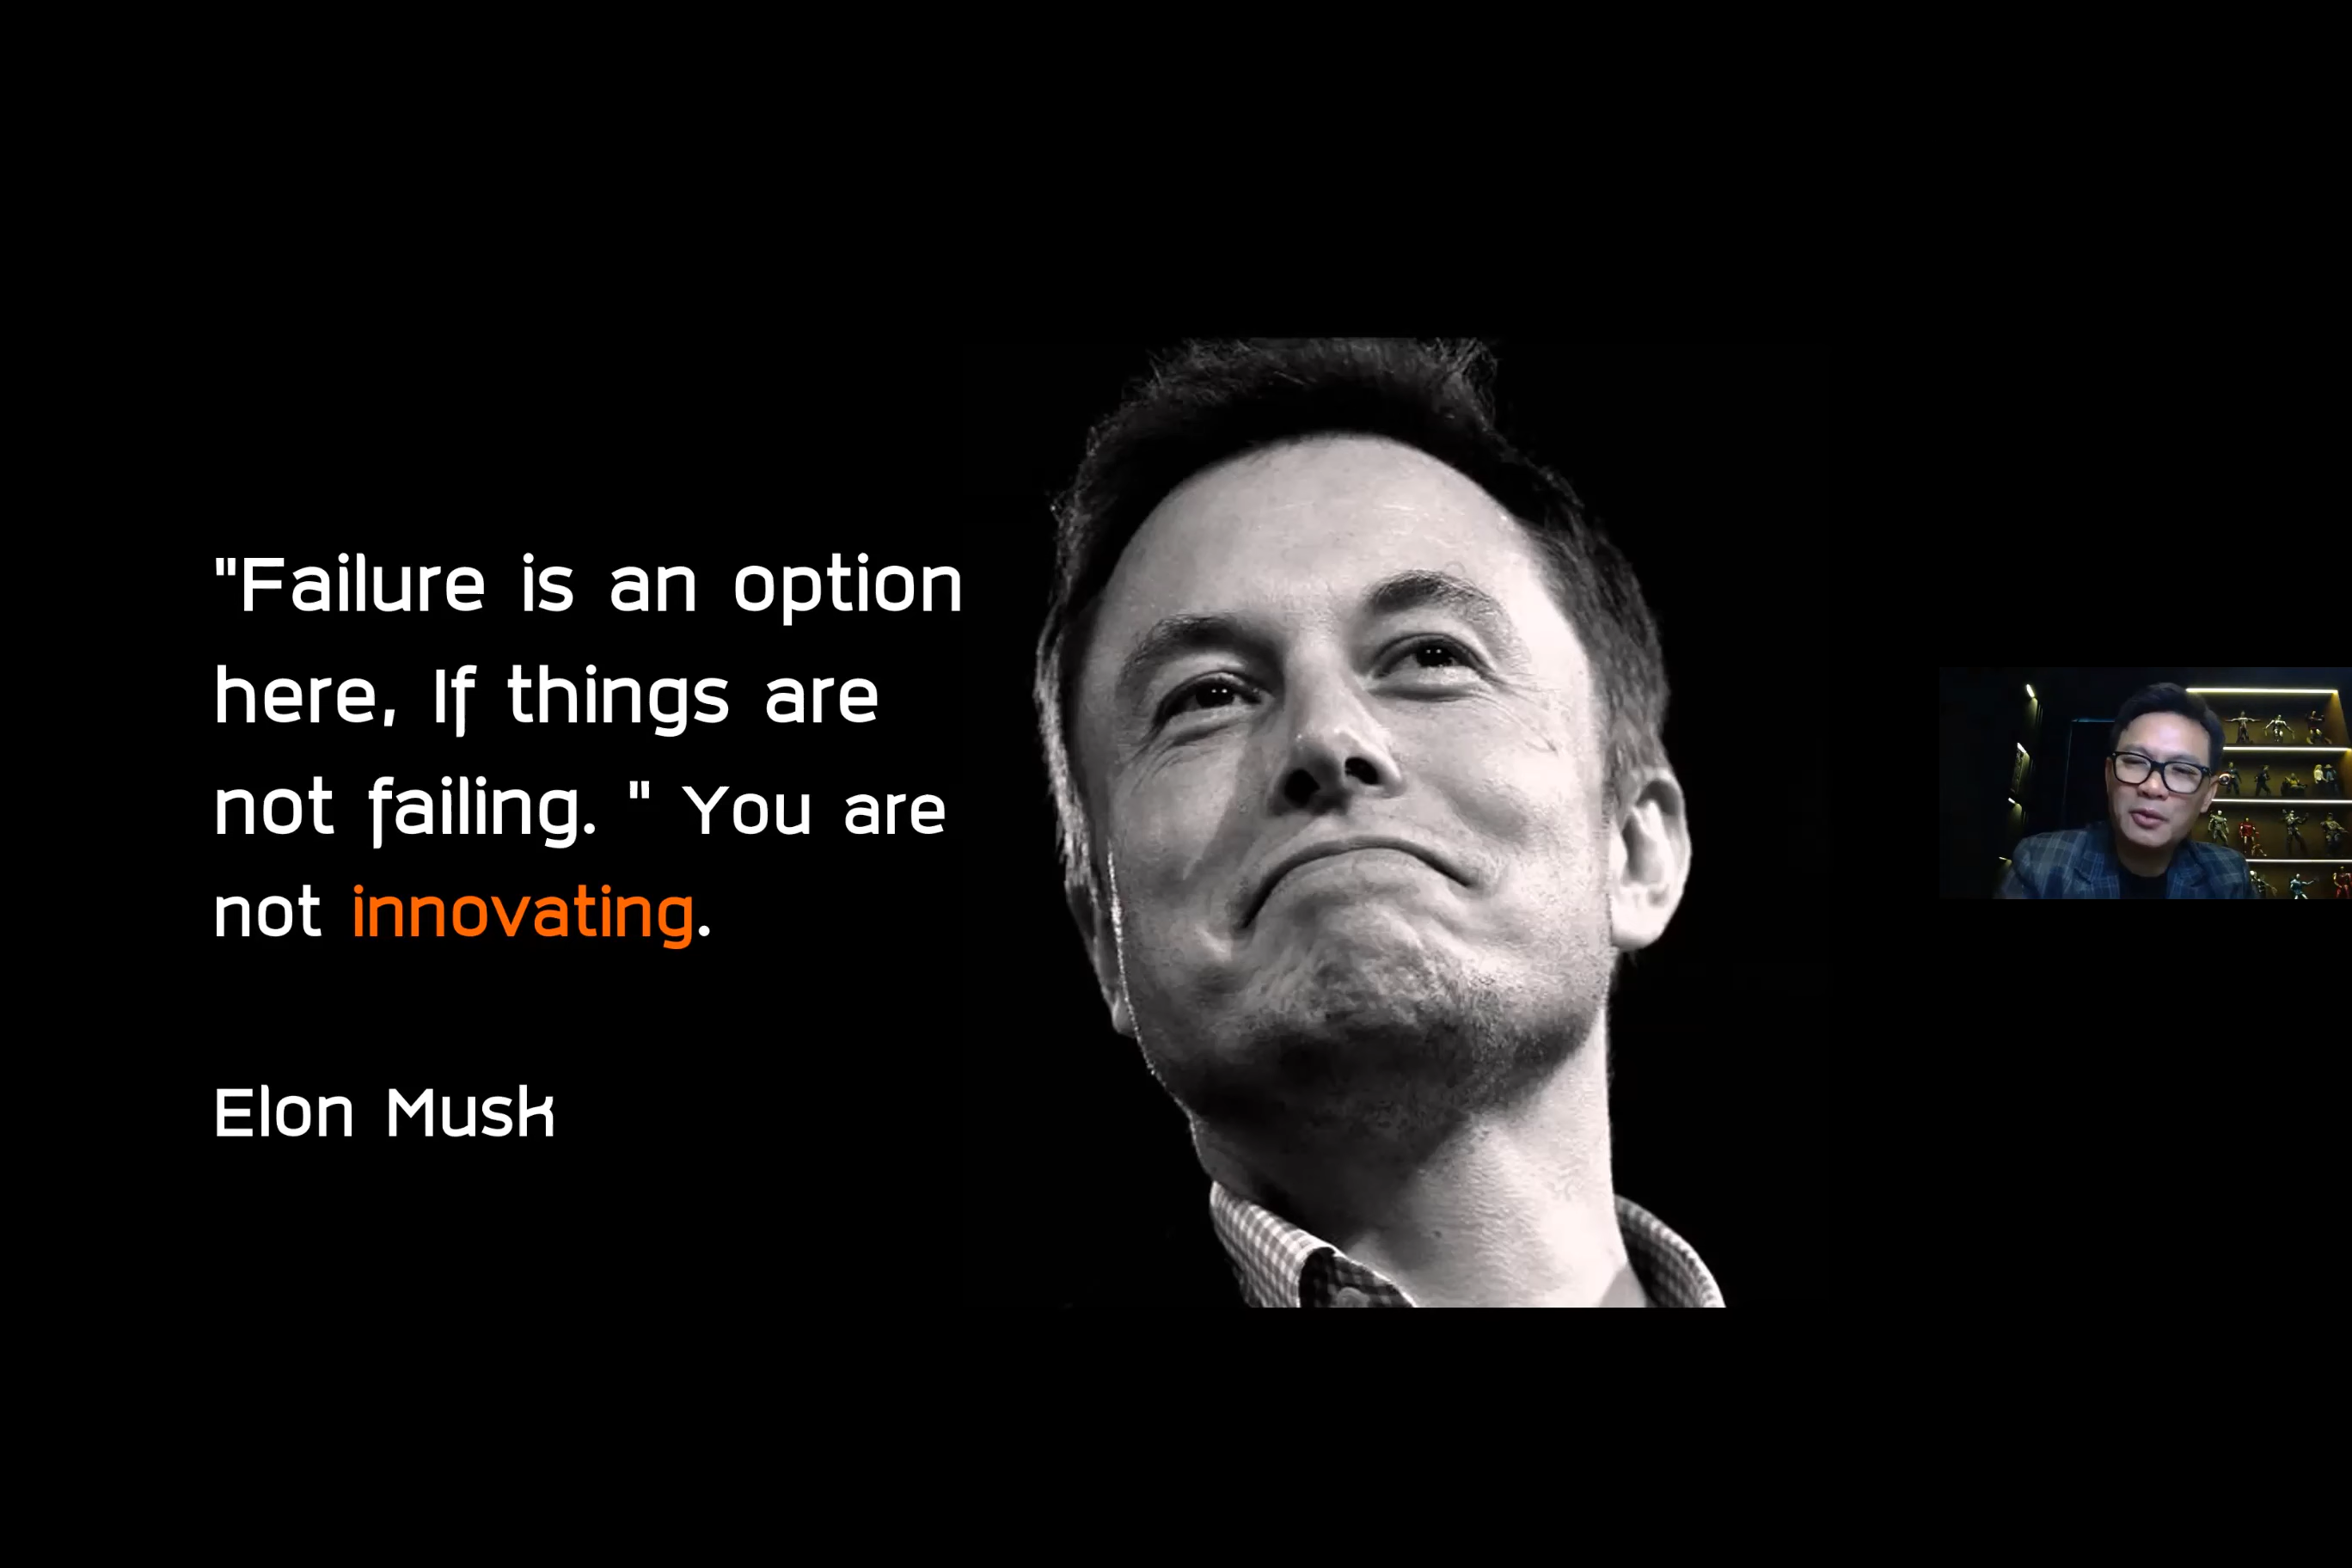 "Failure is an option
here, If things are
not failing. " You are
not innovating.
Elon Musk